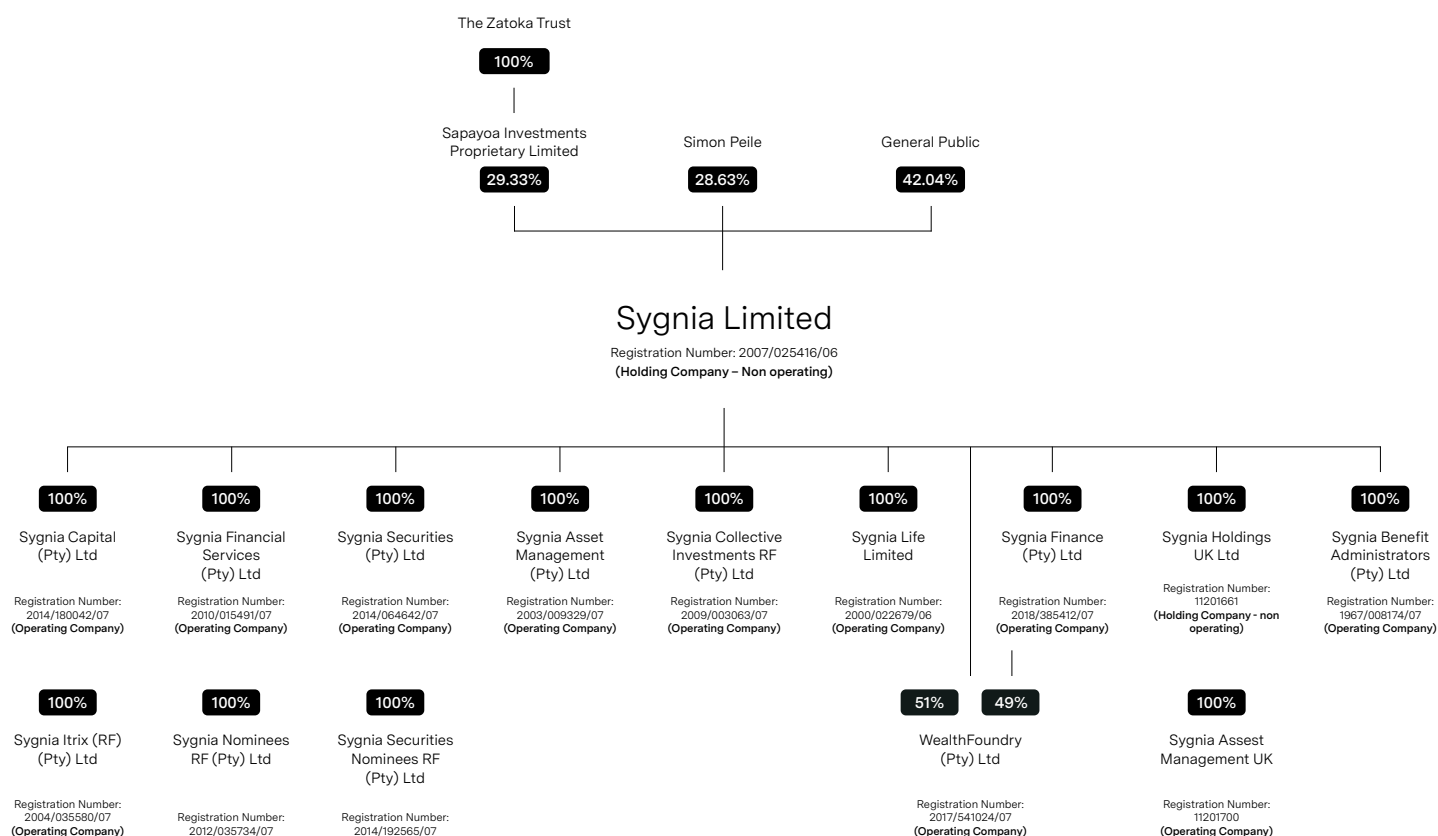 The Zatoka Trust
100%
Sapayoa Investments
Proprietary Limited
29.33%
Simon Peile
28.63%
General Public
42.04%
Sygnia Limited
Registration Number: 2007/025416/06
(Holding Company – Non operating)
100%
Sygnia Capital
(Pty) Ltd
Registration Number:
2014/180042/07
(Operating Company)
100%
Sygnia Financial
Services
(Pty) Ltd
Registration Number:
2010/015491/07
(Operating Company)
100%
Sygnia Securities
(Pty) Ltd
Registration Number:
2014/064642/07
(Operating Company)
100%
Sygnia Asset
Management
(Pty) Ltd
Registration Number:
2003/009329/07
(Operating Company)
100%
Sygnia Collective
Investments RF
(Pty) Ltd
Registration Number:
2009/003063/07
(Operating Company)
100%
Sygnia Life
Limited
Registration Number:
2000/022679/06
(Operating Company)
100%
Sygnia Finance
(Pty) Ltd
Registration Number:
2018/385412/07
(Operating Company)
100%
Sygnia Holdings
UK Ltd
Registration Number:
11201661
(Holding Company - non
operating)
100%
Sygnia Benefit
Administrators
(Pty) Ltd
Registration Number:
1967/008174/07
(Operating Company)
100%
Sygnia Itrix (RF)
(Pty) Ltd
Registration Number:
2004/035580/07
(Operating Company)
100%
Sygnia Nominees
RF (Pty) Ltd
Registration Number:
2012/035734/07
100%
Sygnia Securities
Nominees RF
(Pty) Ltd
Registration Number:
2014/192565/07
51%
49%
WealthFoundry
(Pty) Ltd
Registration Number:
2017/541024/07
(Operating Company)
100%
Sygnia Assest
Management UK
Registration Number:
11201700
(Operating Company)